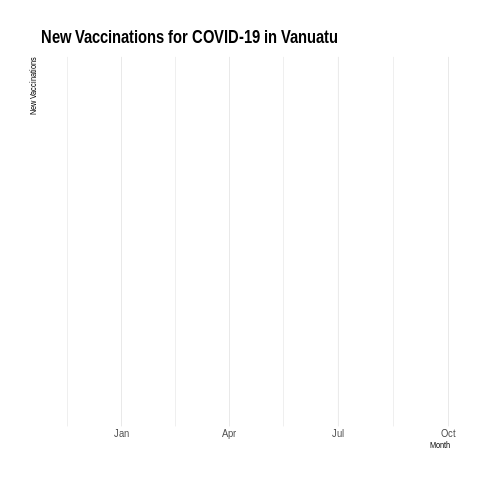 New Vaccinations for COVID-19 in Vanuatu
New Vaccinations
Jan Apr Jul Oct
Month